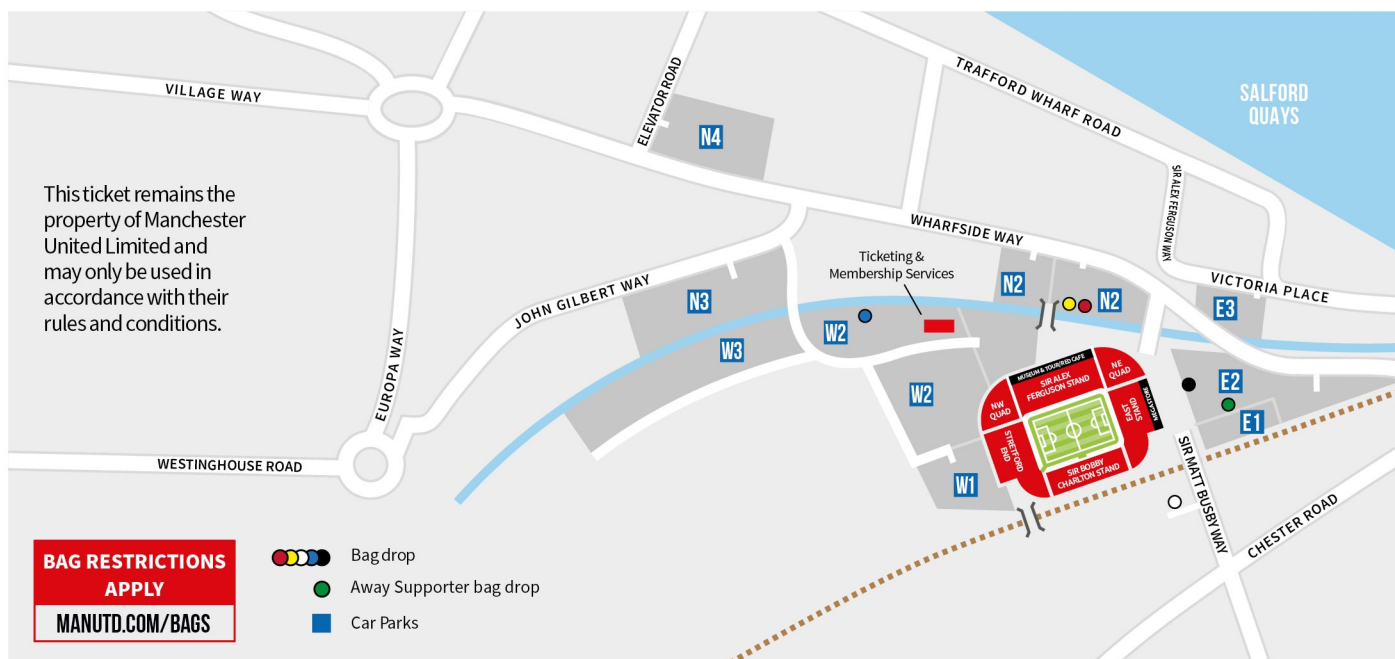 VILLAGE WAY
ELEVATOR ROAD
N4
TRAFFORD WHARF ROAD
SALFORD
QUAYS
This ticket remains the
property of Manchester
United Limited and
may only be used in
accordance with their
rules and conditions.
SIR ALEX FERGUSON WAY
WHARFSIDE WAY
Ticketing &
Membership Services
VICTORIA PLACE
JOHN GILBERT WAY
N3
N2
N2
E3
EUROPA WAY
W3
W2
W2
MUSEUM & TOUR/RED CAFE
SIR ALEX
FERGUSON STAND
NE
QUAD
NW
QUAD
EAST
STAND
MEGASTORE
E2
E1
STRETFORD
END
SIR BOBBY
CHARLTON STAND
W1
SIR MATT BUSBY WAY
CHESTER ROAD
WESTINGHOUSE ROAD
BAG RESTRICTIONS
APPLY
MANUTD.COM/BAGS
Bag drop
Away Supporter bag drop
Car Parks